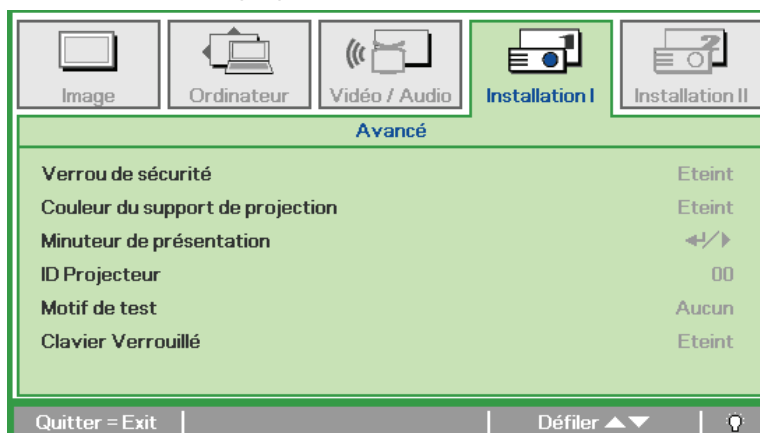 Image
Ordinateur
Vidéo / Audio
Installation I
Installation II
Avancé
Verrou de sécurité Eteint
Couleur du support de projection Eteint
Minuteur de présentation
ID Projecteur 00
Motif de test Aucun
Clavier Verrouillé Eteint
Quitter = Exit Défiler